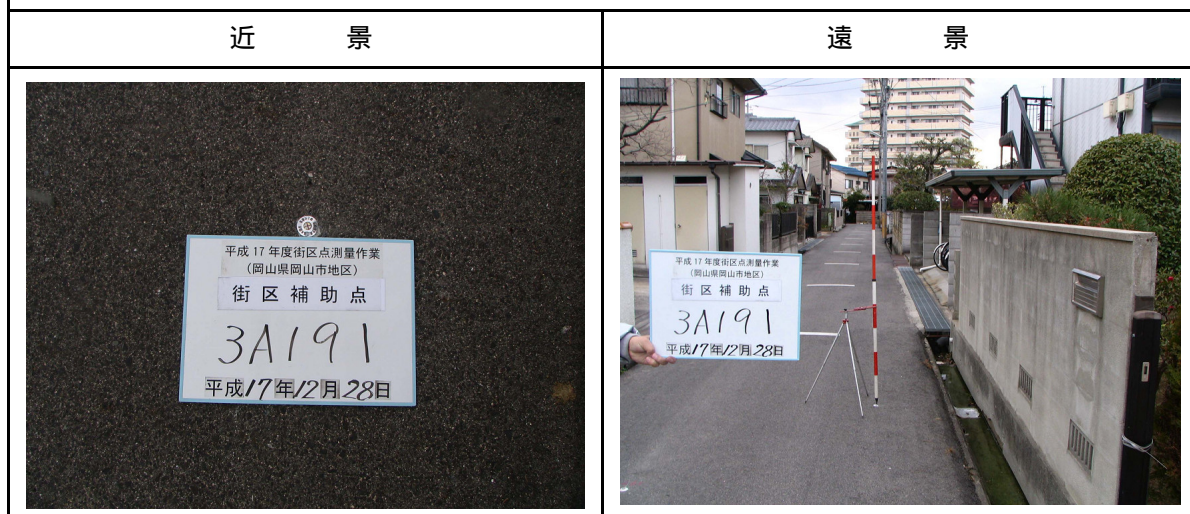 近 景
遠 景
平成 17 年度街区点測量作業
(岡山県岡山市地区)
街 区 補 助 点
3A191
平成17年12月28日
平成 17 年度街区点測量作業
(岡山県岡山市地区)
街 区 補 助 点
3A191
平成17年12月28日